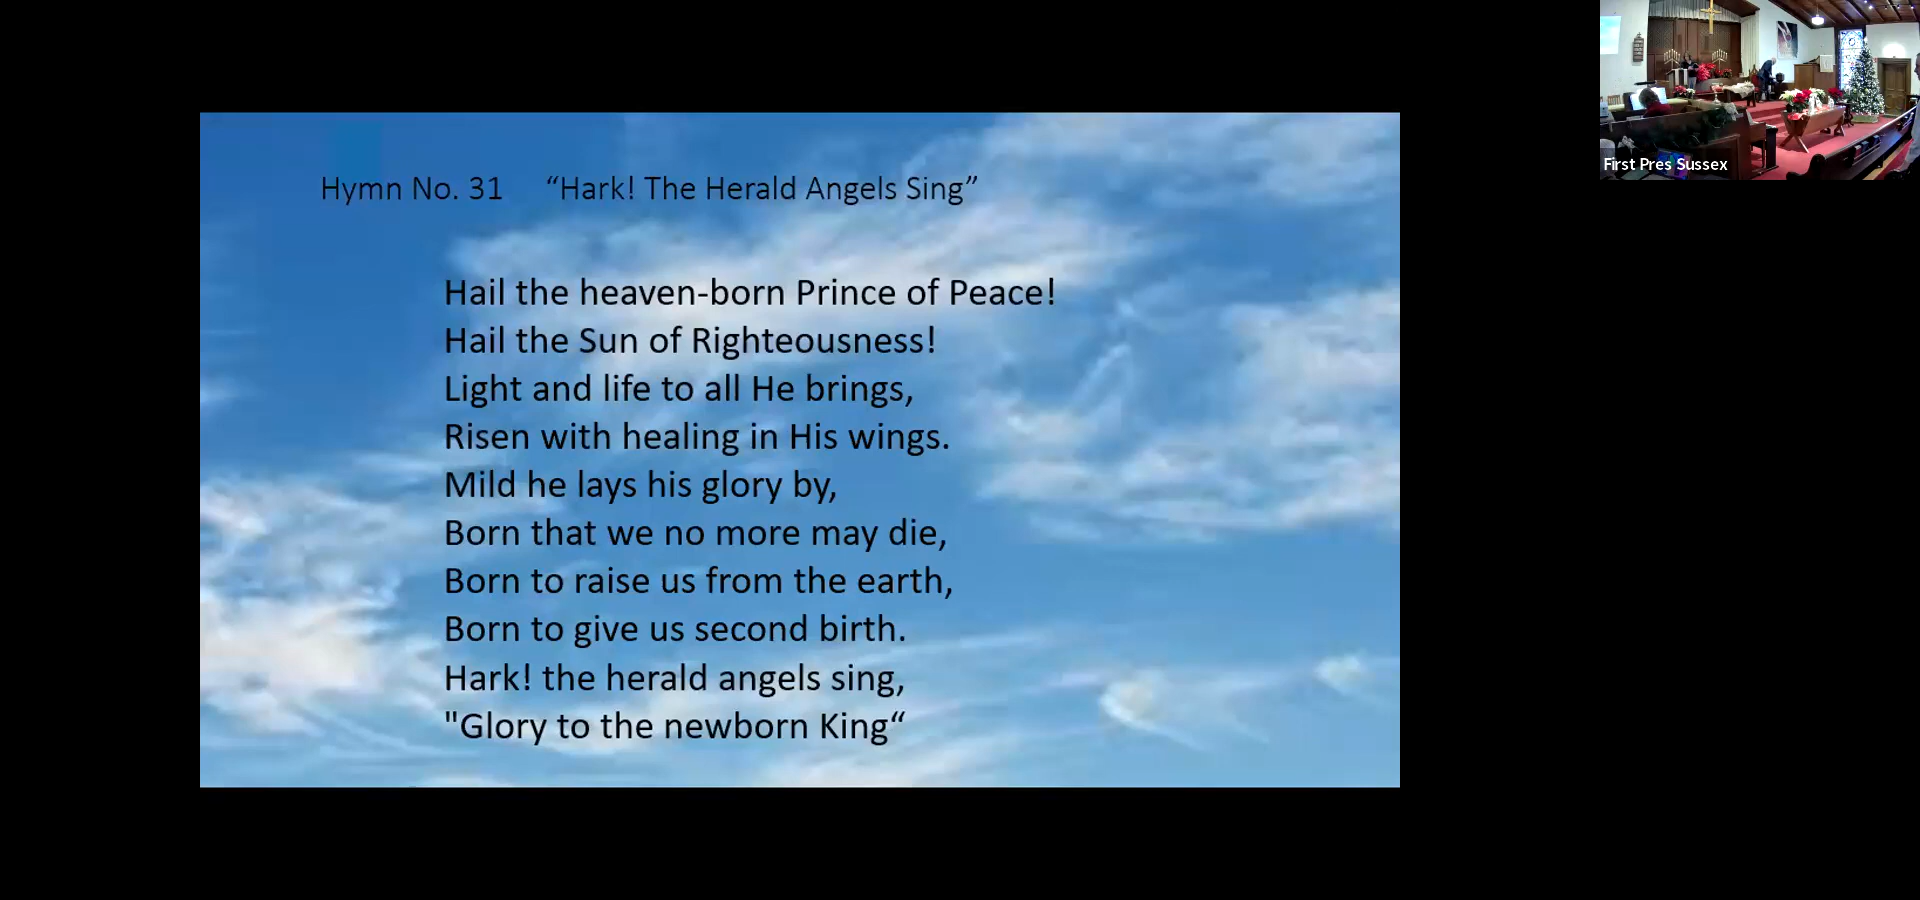 Hymn No. 31 “Hark! The Herald Angels Sing”
Hail the heaven-born Prince of Peace!
Hail the Sun of Righteousness!
Light and life to all He brings,
Risen with healing in His wings.
Mild he lays his glory by,
Born that we no more may die,
Born to raise us from the earth,
Born to give us second birth.
Hark! the herald angels sing,
"Glory to the newborn King“
First Pres Sussex